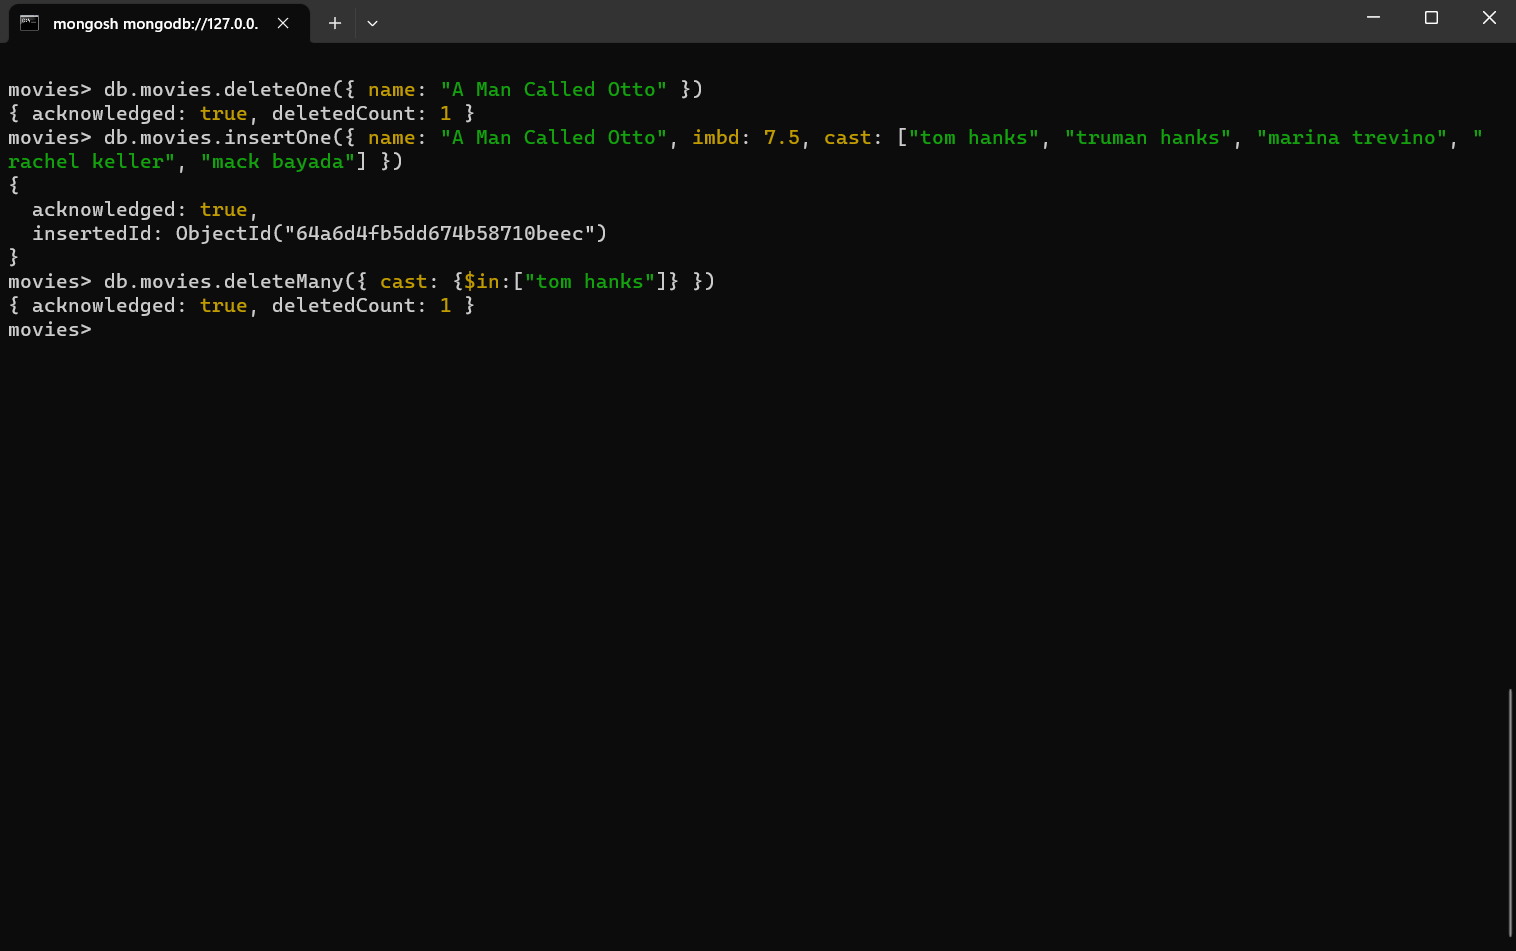 mongosh mongodb://127.0.0.
movies> db.movies.deleteOne({ name: "A Man Called Otto" })
{ acknowledged: true, deletedCount: 1 }
movies> db.movies.insertOne({ name: "A Man Called Otto", imbd: 7.5, cast: ["tom hanks", "truman hanks", "marina trevino", "
rachel keller", "mack bayada"] })
{
  acknowledged: true,
  insertedId: ObjectId("64a6d4fb5dd674b58710beec")
}
movies> db.movies.deleteMany({ cast: {$in:["tom hanks"]} })
{ acknowledged: true, deletedCount: 1 }
movies>